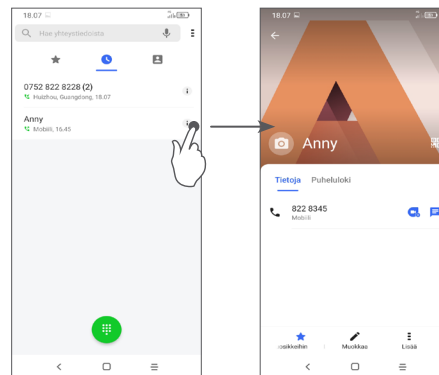 18.07
Hae yhteystiedoista
0752 822 8228 (2)
Huizhou, Guangdong, 18.07
Anny
Mobiili, 16.45
18.07
Anny
Tietoja Puheluloki
822 8345
Mobiili
Muokkaa Lisää